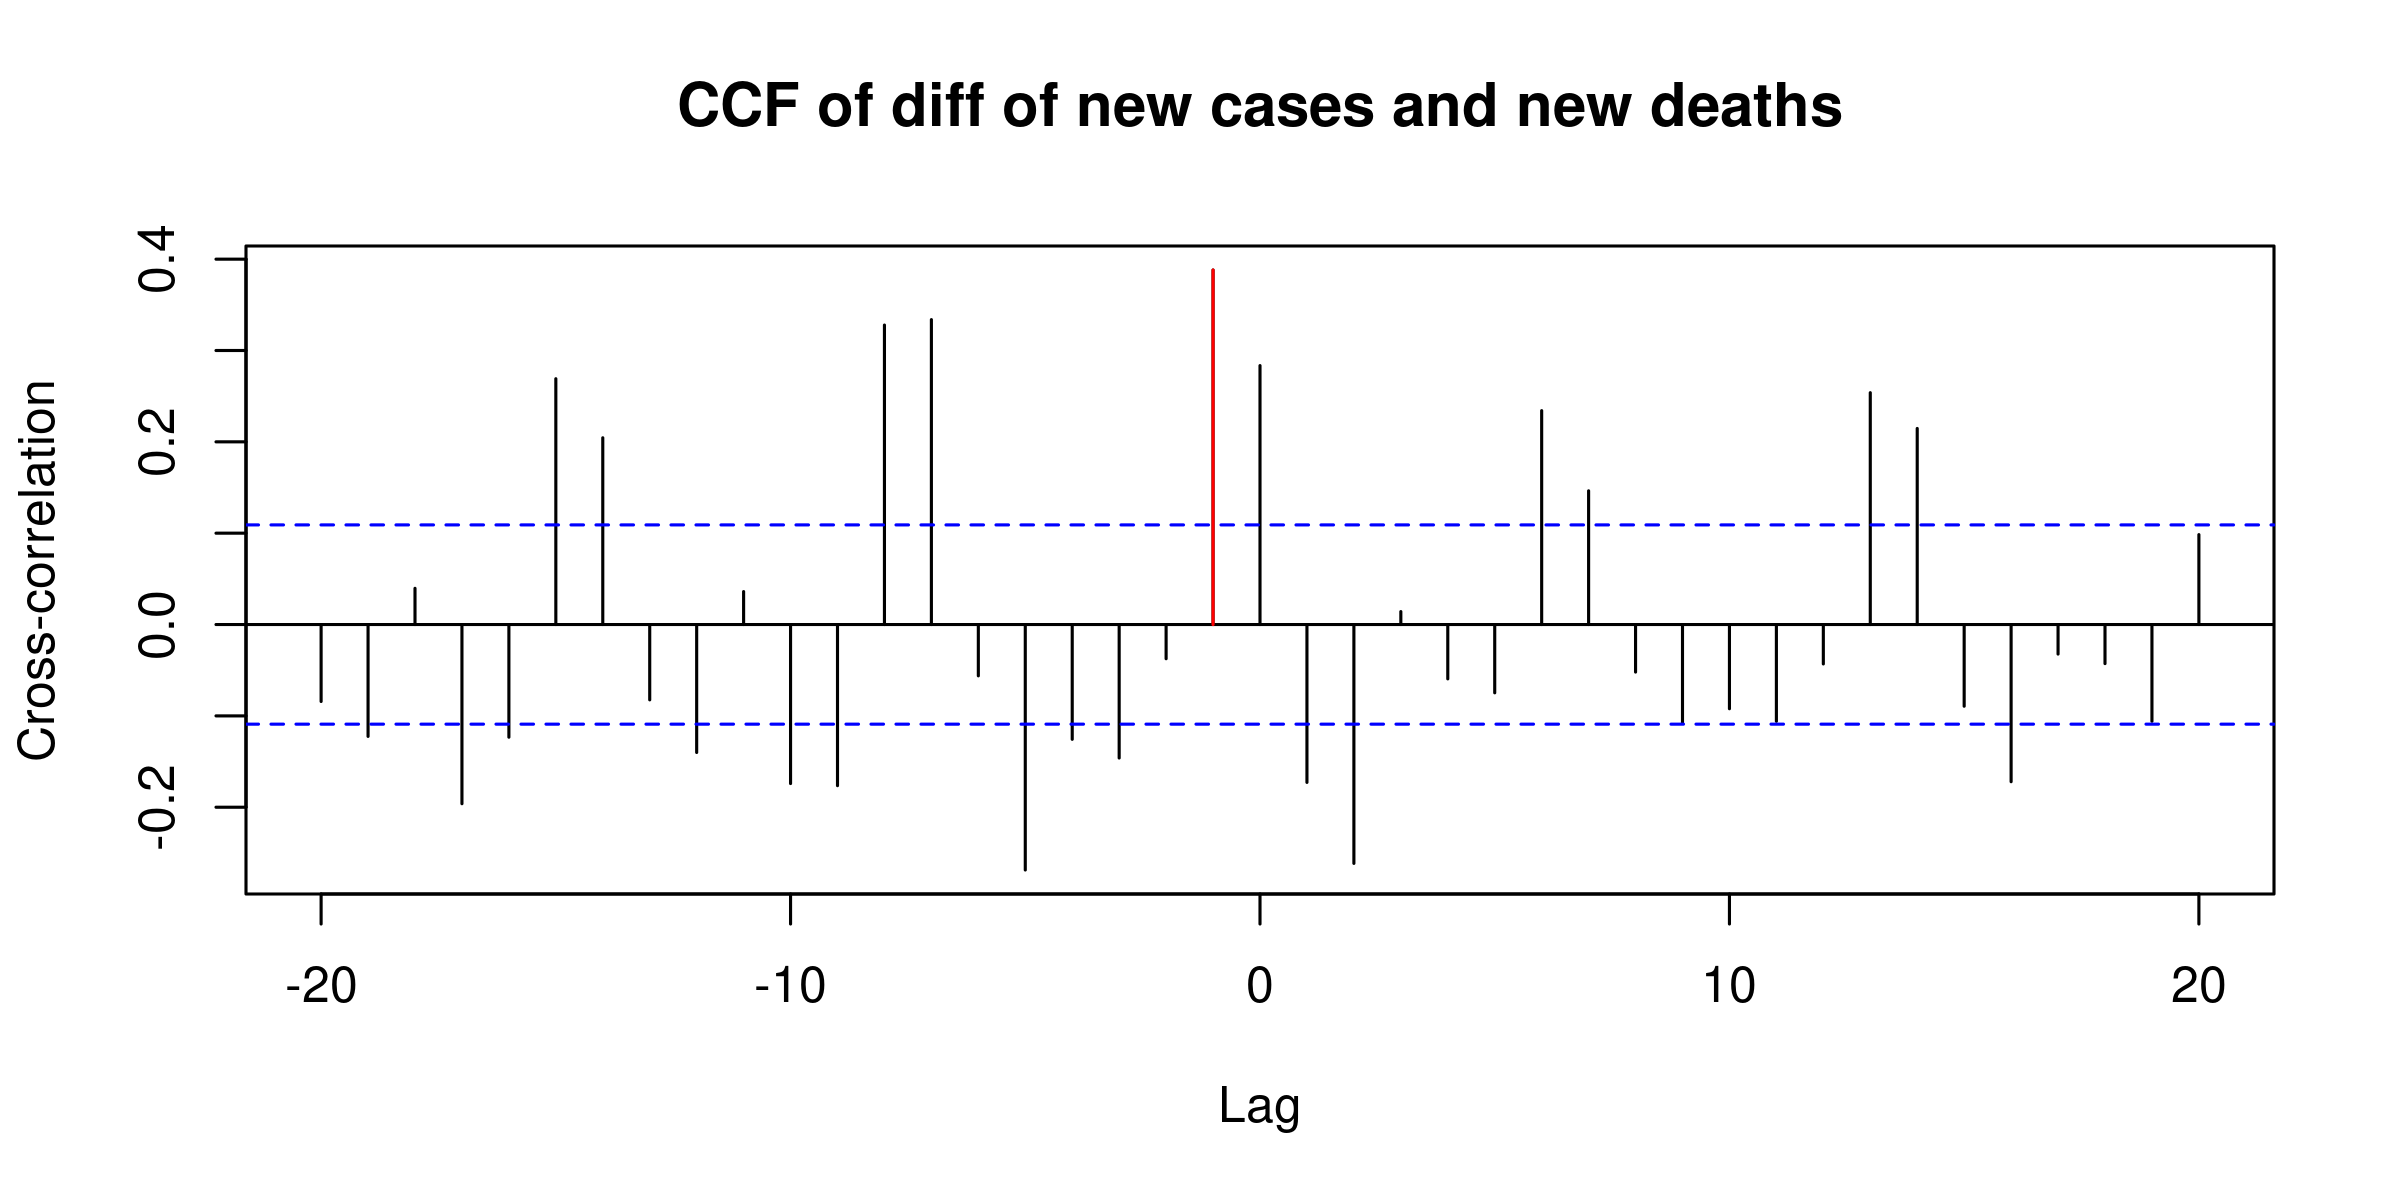 CCF of diff of new cases and new deaths
Cross-correlation
0.4
0.2
0.0
-0.2
-20 -10 0 10 20
Lag